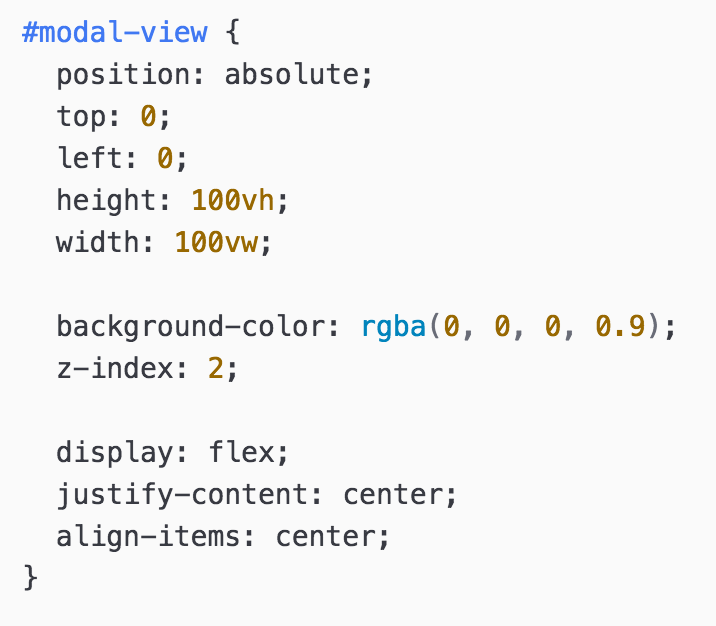 #modal-view {
  position: absolute;
  top: 0;
  left: 0;
  height: 100vh;
  width: 100vw;

  background-color: rgba(0, 0, 0, 0.9);
  z-index: 2;

  display: flex;
  justify-content: center;
  align-items: center;
}